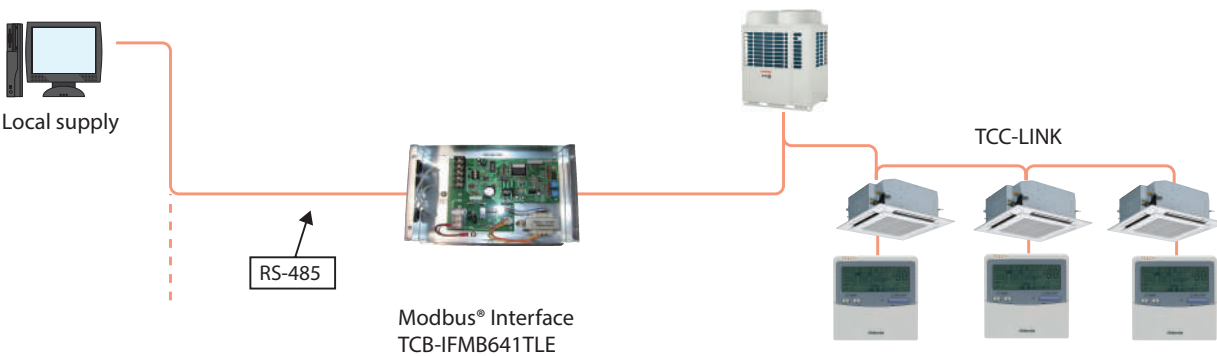 Local supply
TCC-LINK
RS-485
Modbus® Interface
TCB-IFMB641TLE